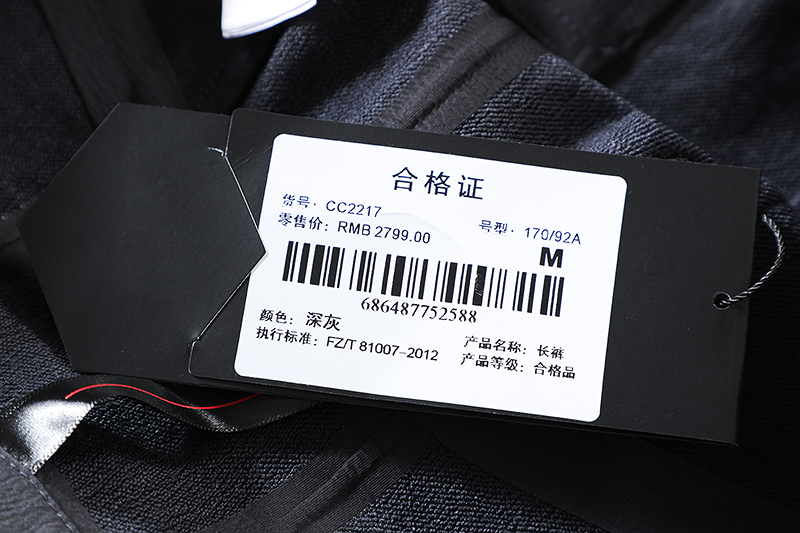 合格证
货号：CC2217
零售价：RMB 2799.00
号型：170/92A
M
686487752588
颜色：深灰
执行标准：FZ/T 81007-2012
产品名称：长裤
产品等级：合格品